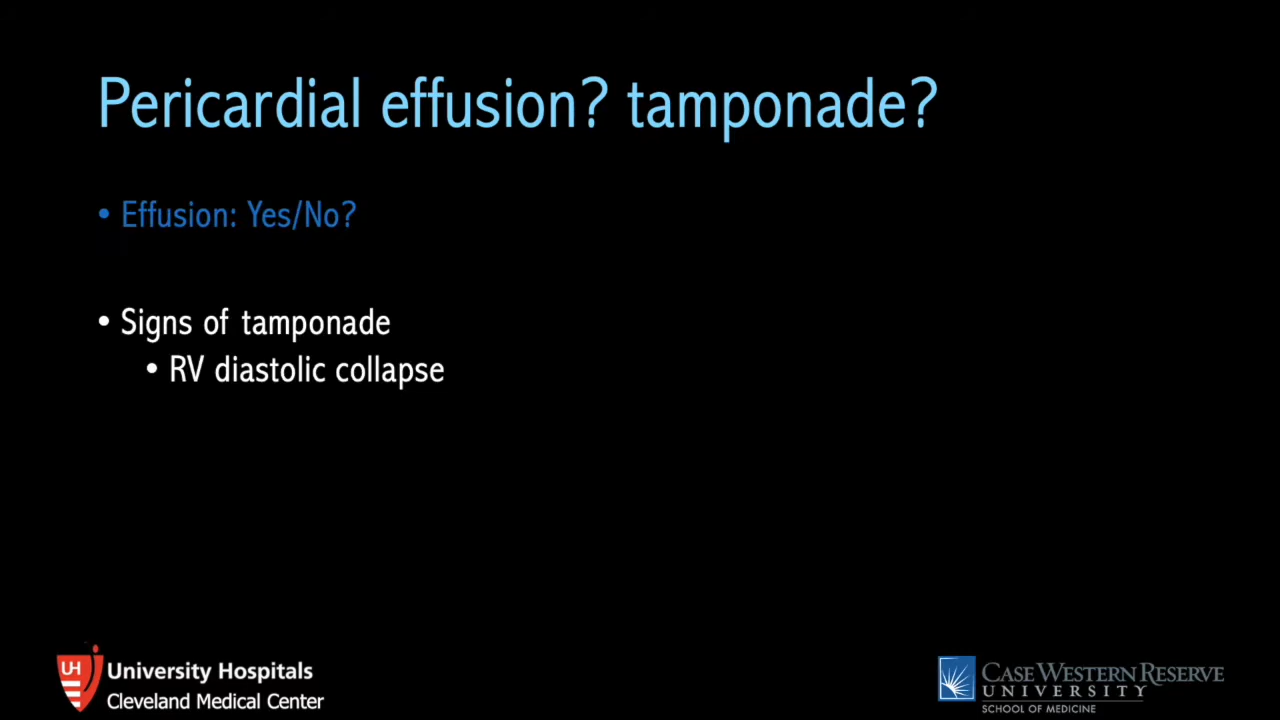 Pericardial effusion? tamponade?
• Effusion: Yes/No?
• Signs of tamponade
• RV diastolic collapse
UH
University Hospitals
Cleveland Medical Center
CASE WESTERN RESERVE
UNIVERSITY
SCHOOL OF MEDICINE